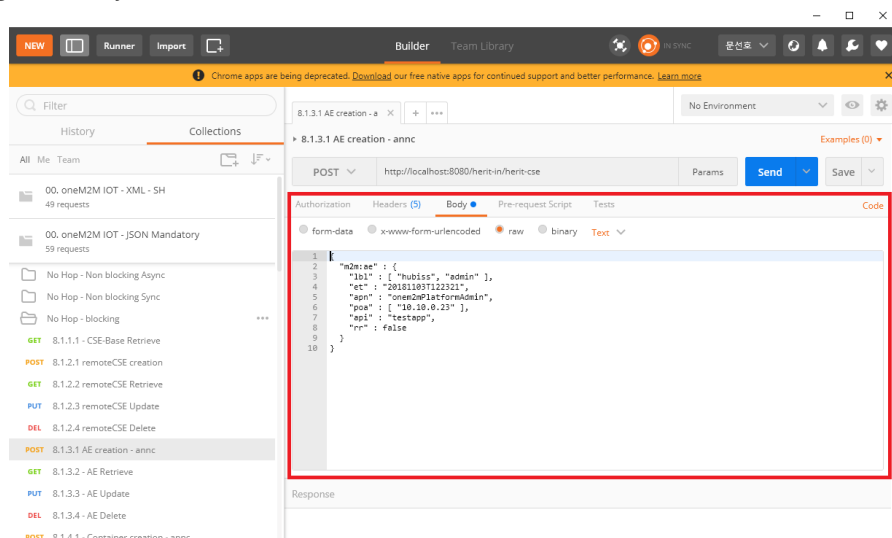 NEW Runner Import Builder Team Library IN SYNC 문선호
Chrome apps are being deprecated. Download our free native apps for continued support and better performance. Learn more
Filter
History Collections
All Me Team
00. oneM2M IOT - XML - SH
49 requests
00. oneM2M IOT - JSON Mandatory
59 requests
No Hop - Non blocking Async
No Hop - Non blocking Sync
No Hop - blocking
GET 8.1.1.1 - CSE-Base Retrieve
POST 8.1.2.1 remoteCSE creation
GET 8.1.2.2 remoteCSE Retrieve
PUT 8.1.2.3 remoteCSE Update
DEL 8.1.2.4 remoteCSE Delete
POST 8.1.3.1 AE creation - annc
GET 8.1.3.2 - AE Retrieve
PUT 8.1.3.3 - AE Update
DEL 8.1.3.4 - AE Delete
POST 8.1.4.1 - Container creation - annc
8.1.3.1 AE creation - a
No Environment
8.1.3.1 AE creation - annc
Examples (0)
POST http://localhost:8080/herit-in/herit-cse Params Send Save
Authorization Headers (5) Body Pre-request Script Tests Code
form-data x-www-form-urlencoded raw binary Text
1 {
2 "m2m:ae" : {
3 "lbl" : [ "hubiss", "admin" ],
4 "et" : "20181103T122321",
5 "apn" : "onem2mPlatformAdmin",
6 "poa" : [ "10.10.0.23" ],
7 "api" : "testapp",
8 "rr" : false
9 }
10 }
Response